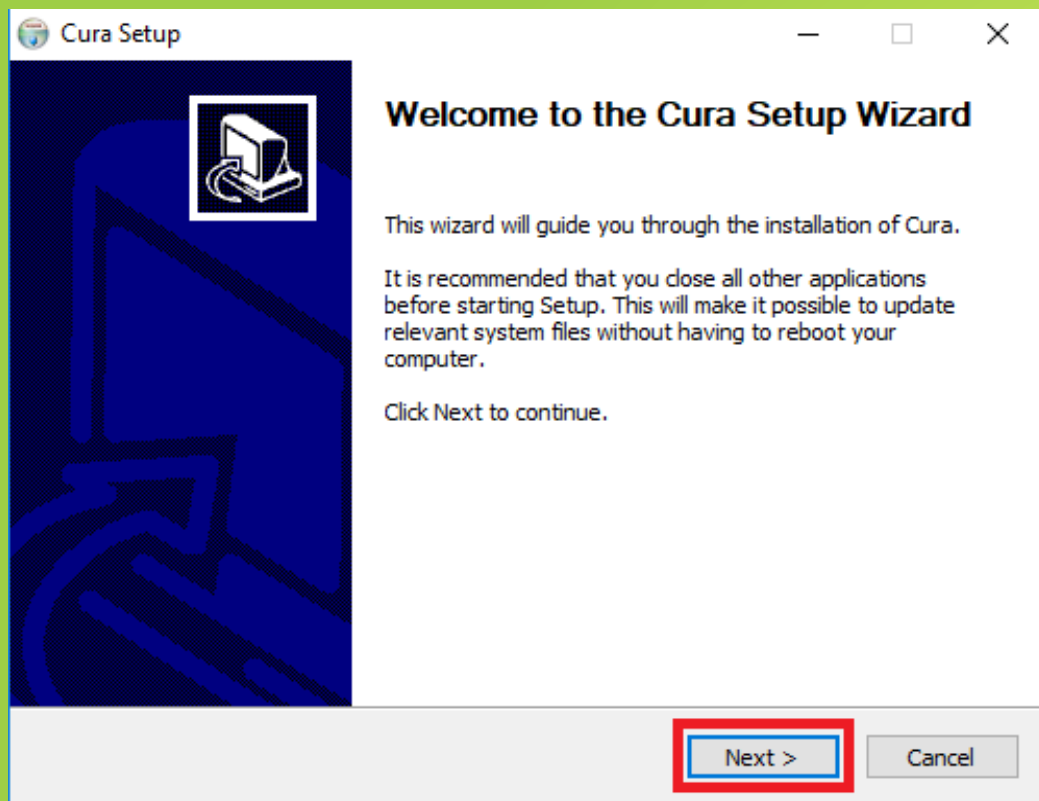 Cura Setup
Welcome to the Cura Setup Wizard
This wizard will guide you through the installation of Cura.
It is recommended that you close all other applications
before starting Setup. This will make it possible to update
relevant system files without having to reboot your
computer.
Click Next to continue.
Next >
Cancel